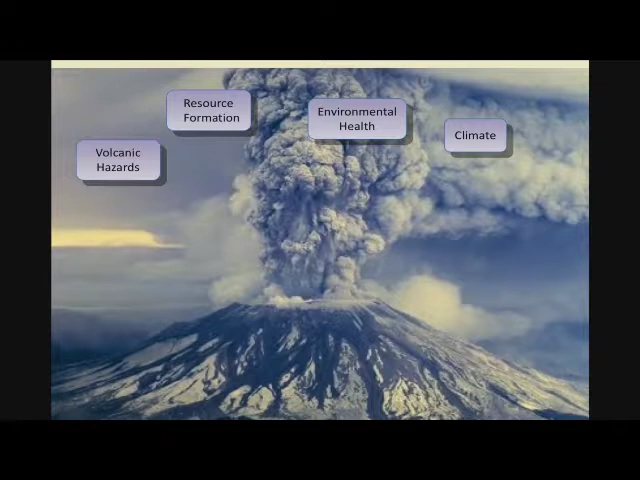 Resource
Formation
Environmental
Health
Climate
Volcanic
Hazards